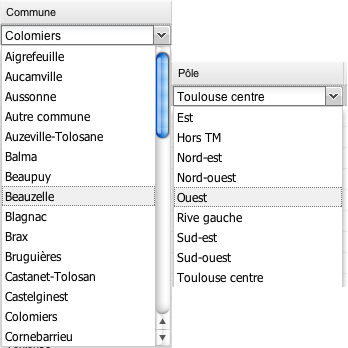 Commune
Colomiers
Aigrefeuille
Aucamville
Aussonne
Autre commune
Auzeville-Tolosane
Balma
Beaupuy
Beauzelle
Blagnac
Brax
Bruguières
Castanet-Tolosan
Castelginest
Colomiers
Cornebarrieu
Pôle
Toulouse centre
Est
Hors TM
Nord-est
Nord-ouest
Ouest
Rive gauche
Sud-est
Sud-ouest
Toulouse centre